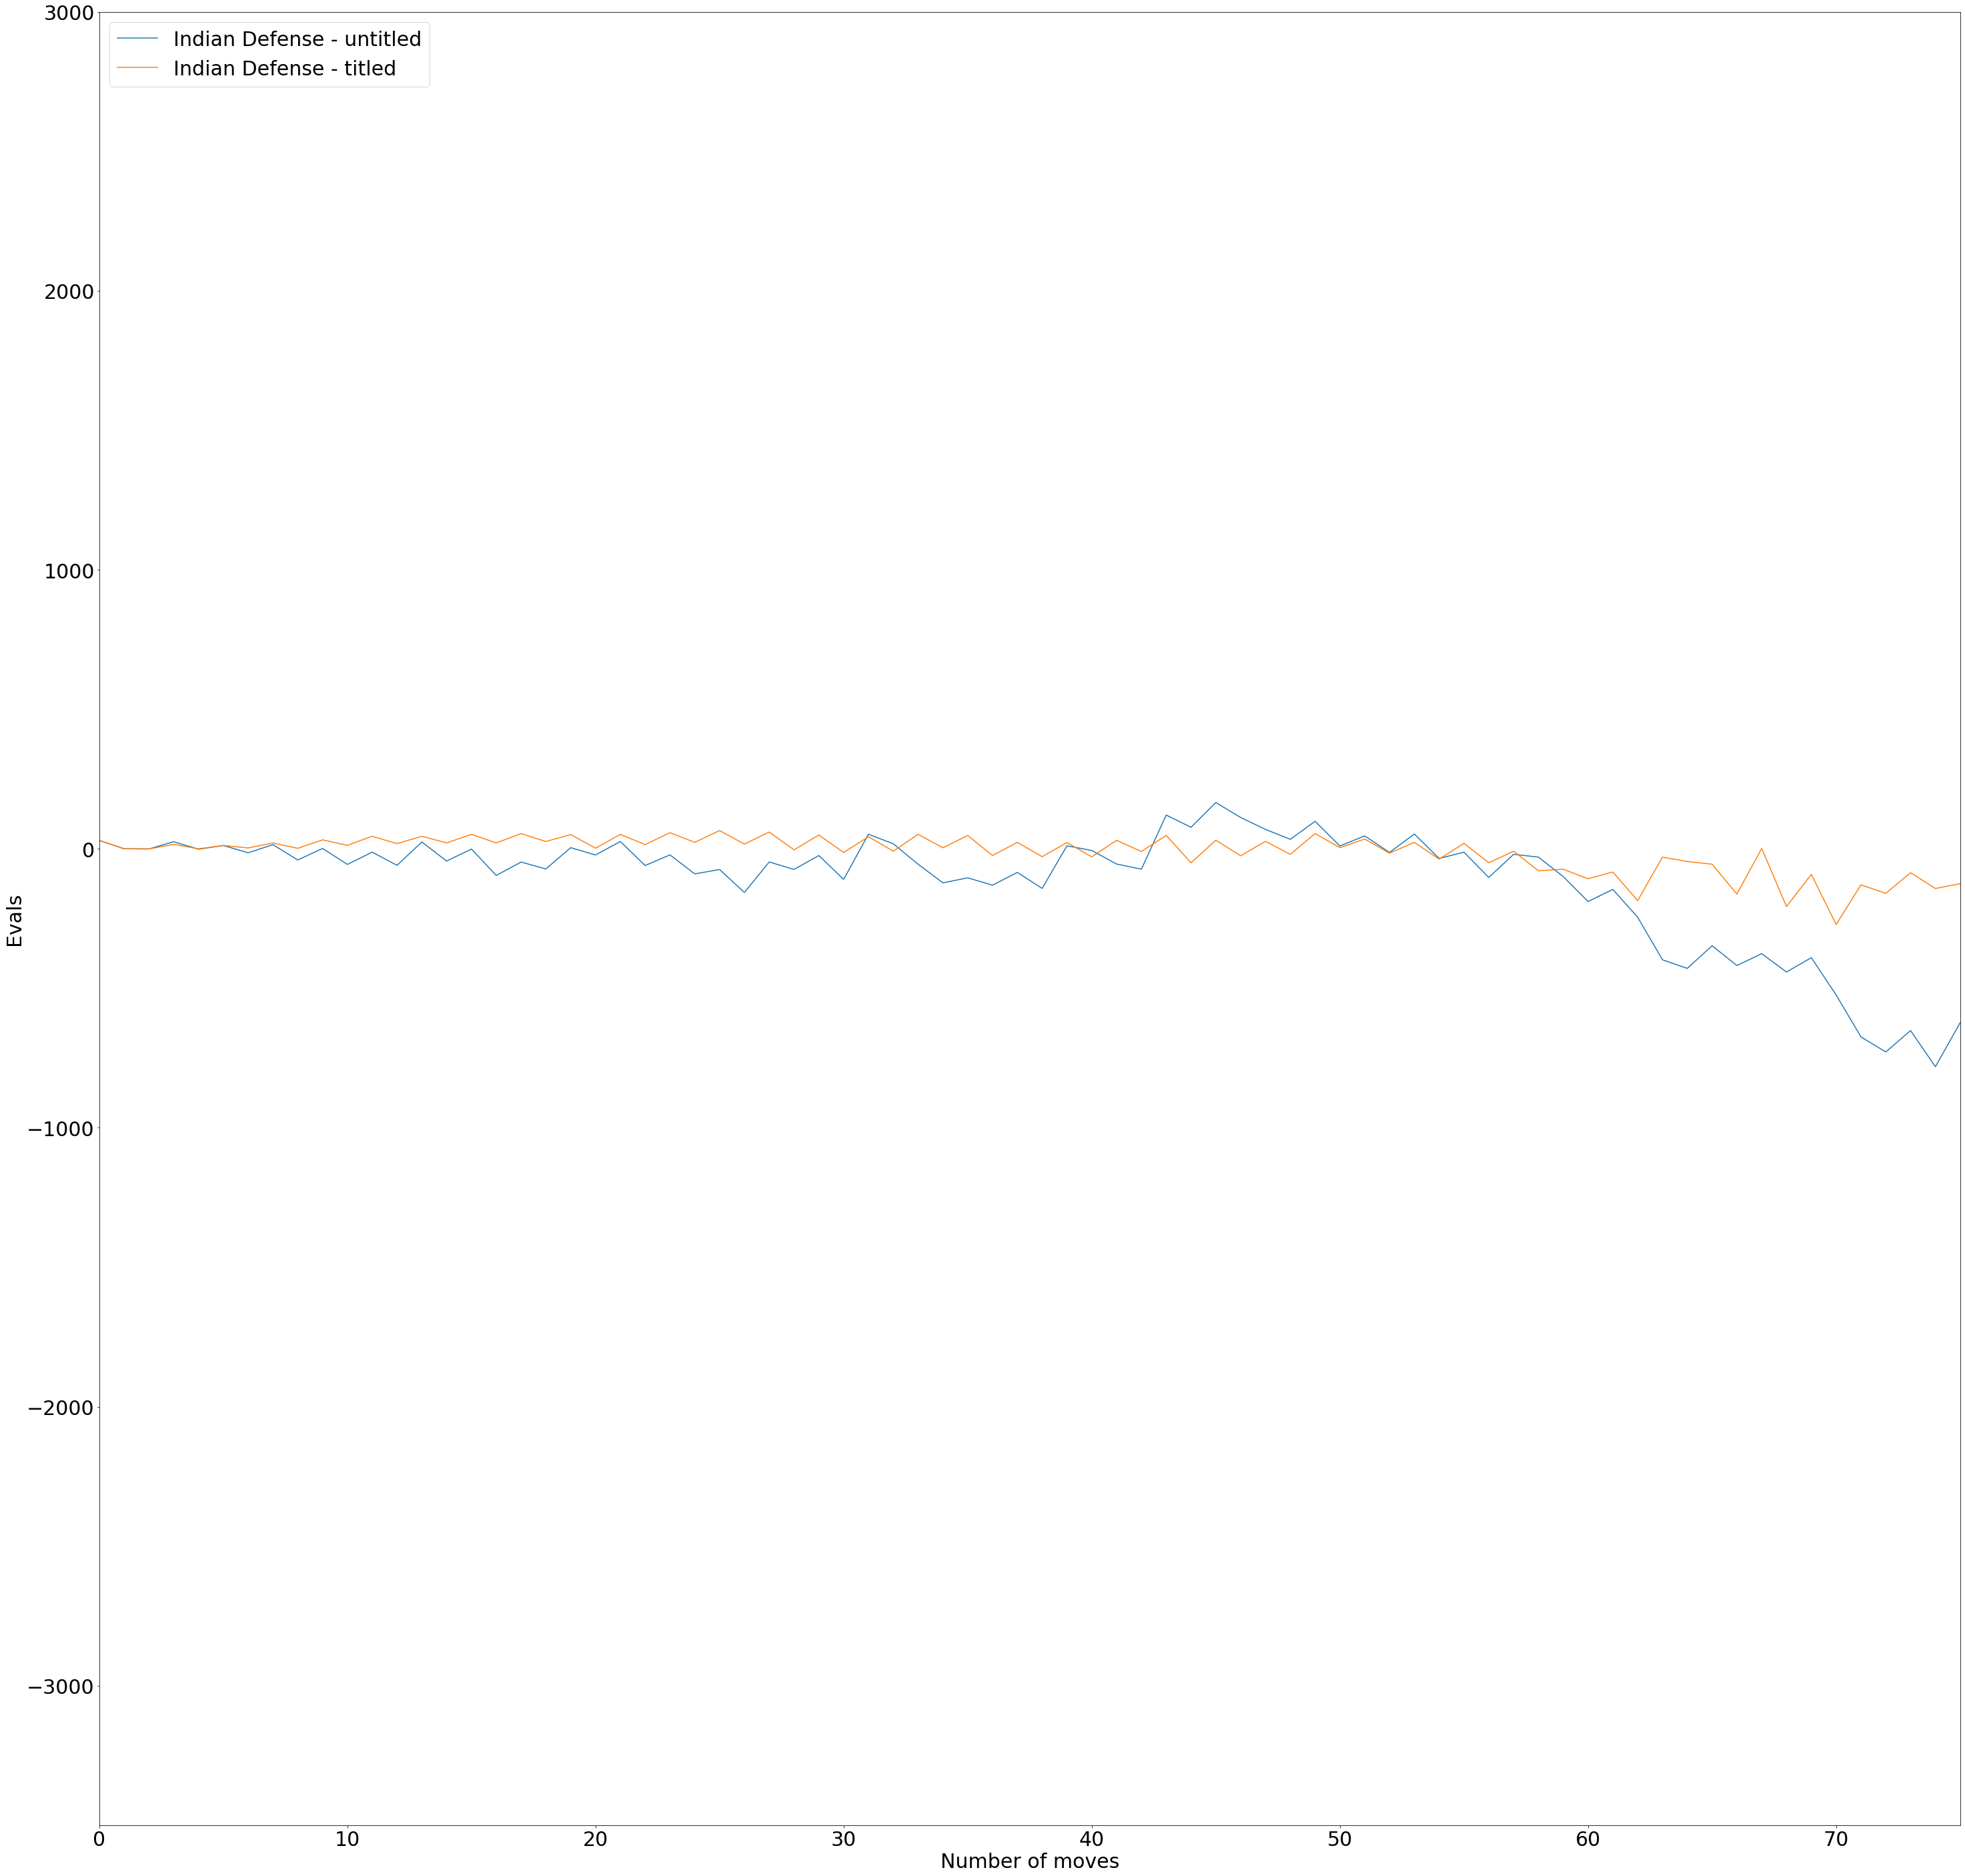 3000
Indian Defense - untitled
Indian Defense - titled
2000
1000
0
Evals
−1000
−2000
−3000
0 10 20 30 40 50 60 70
Number of moves